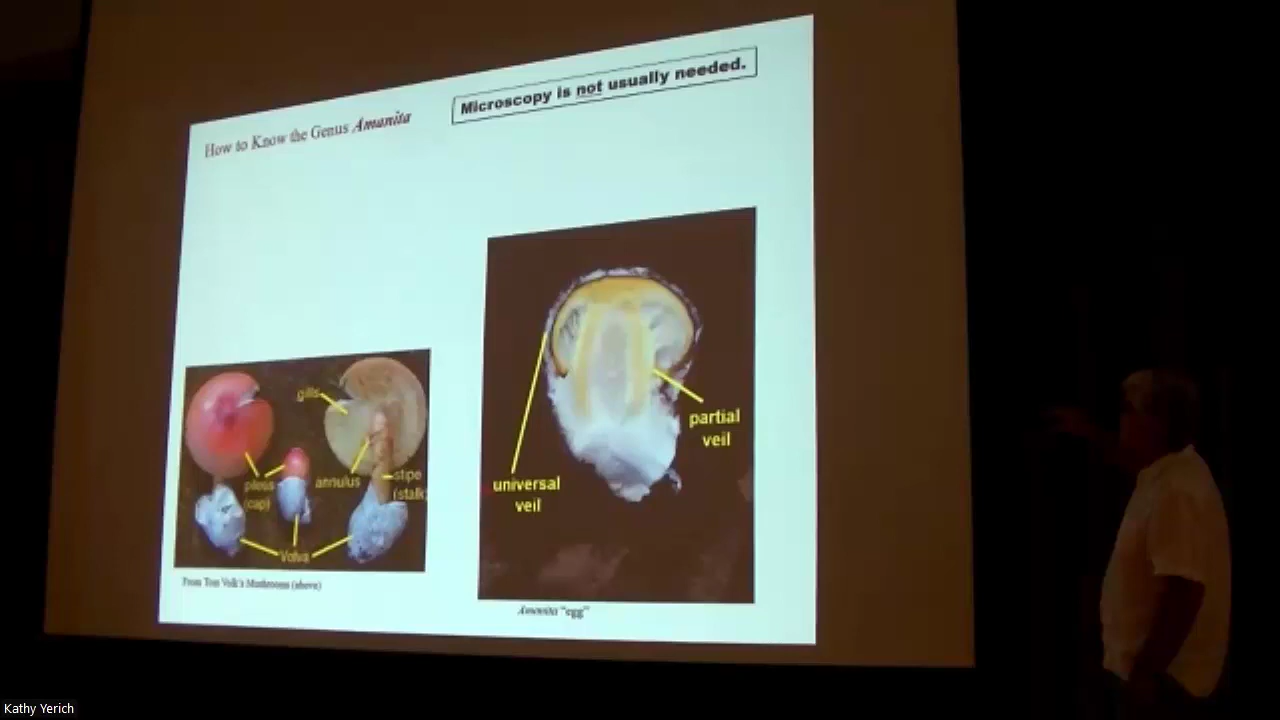 How to Know the Genus Amanita
Microscopy is not usually needed.
gills
pileus
(cap)
annulus
stipe
(stalk
Volva
From Tom Volk's Mushrooms (above)
universal
veil
partial
veil
Amanita "egg"
Kathy Yerich